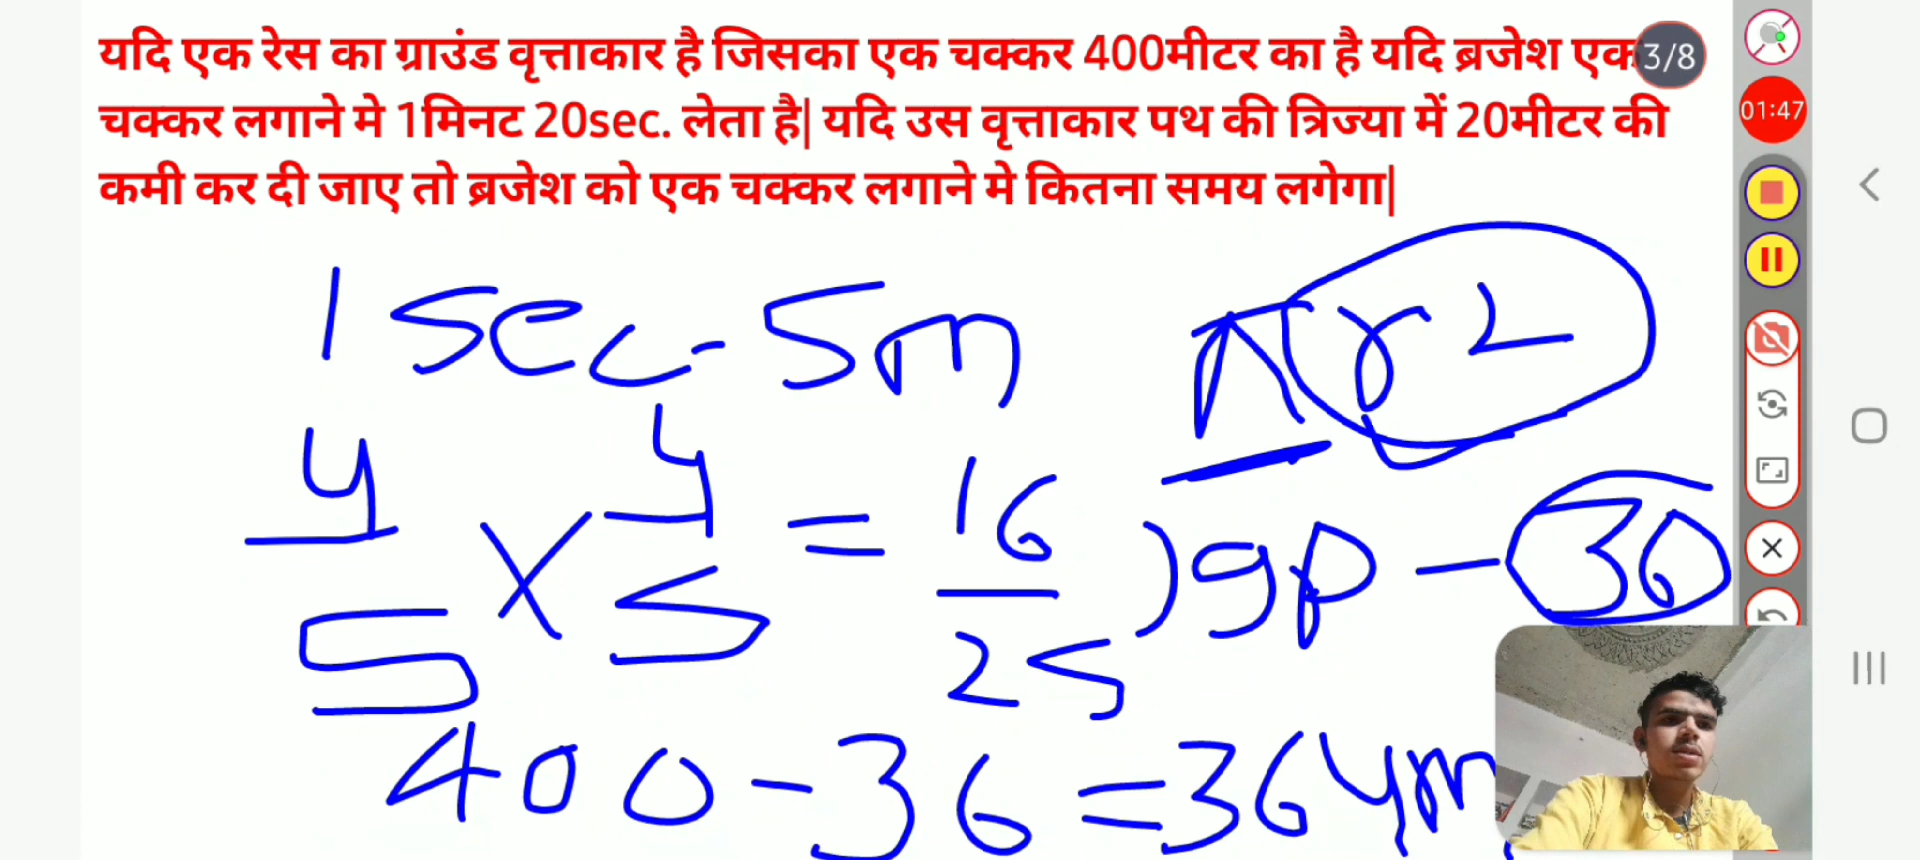 यदि एक रेस का ग्राउंड वृत्ताकार है जिसका एक चक्कर 400मीटर का है यदि ब्रजेश एक
3/8
चक्कर लगाने मे 1मिनट 20sec. लेता है| यदि उस वृत्ताकार पथ की त्रिज्या में 20मीटर की
01:47
कमी कर दी जाए तो ब्रजेश को एक चक्कर लगाने मे कितना समय लगेगा|
1 sec - 5m
πr2
4/5 × 4/5 = 16/25
)gp - 36
400 - 36 = 364m